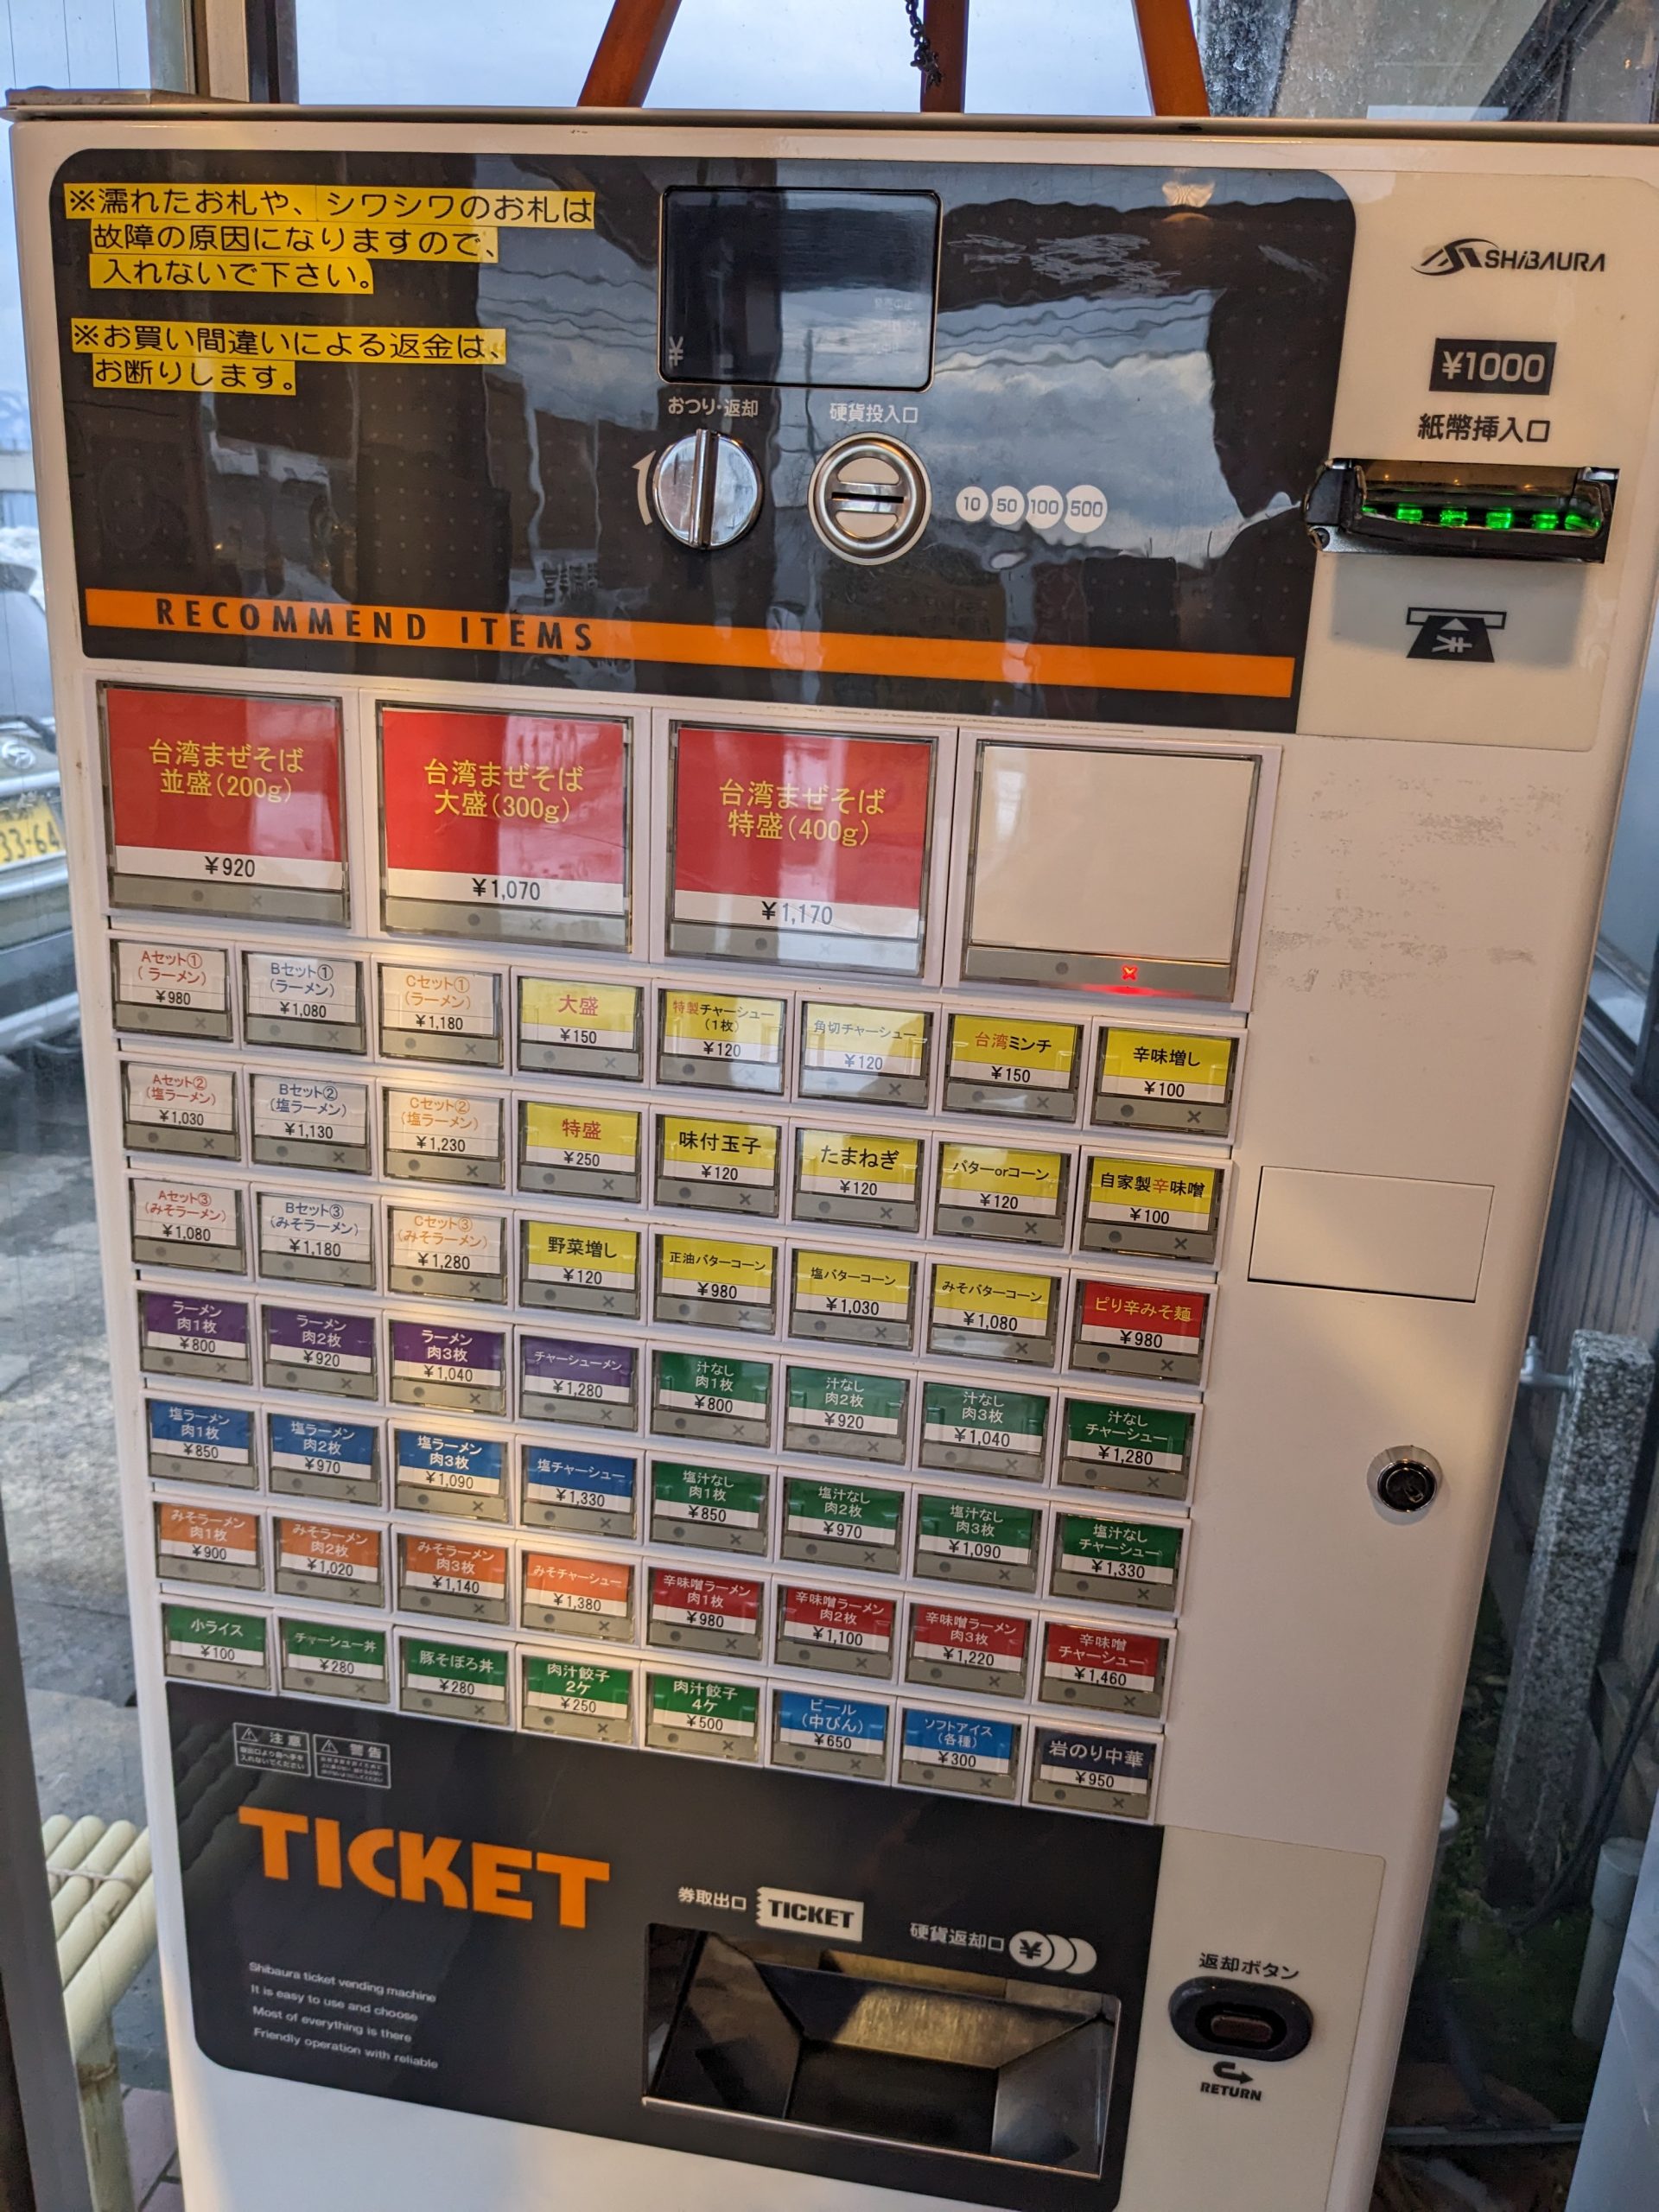 ※濡れたお札や、シワシワのお札は
故障の原因になりますので、
入れないで下さい。
※お買い間違いによる返金は、
お断りします。
¥
おつり・返却
硬貨投入口
10 50 100 500
SHIBAURA
¥1000
紙幣挿入口
RECOMMEND ITEMS
台湾まぜそば
並盛(200g)
¥920
台湾まぜそば
大盛(300g)
¥1,070
台湾まぜそば
特盛(400g)
¥1,170
Aセット①
(ラーメン)
¥980
Bセット①
(ラーメン)
¥1,080
Cセット①
(ラーメン)
¥1,180
大盛
¥150
特製チャーシュー
(1枚)
¥120
角切チャーシュー
¥120
台湾ミンチ
¥150
辛味増し
¥100
Aセット②
(塩ラーメン)
¥1,030
Bセット②
(塩ラーメン)
¥1,130
Cセット②
(塩ラーメン)
¥1,230
特盛
¥250
味付玉子
¥120
たまねぎ
¥120
バターorコーン
¥120
自家製辛味噌
¥100
Aセット③
(みそラーメン)
¥1,080
Bセット③
(みそラーメン)
¥1,180
Cセット③
(みそラーメン)
¥1,280
野菜増し
¥120
正油バターコーン
¥980
塩バターコーン
¥1,030
みそバターコーン
¥1,080
ピリ辛みそ麺
¥980
ラーメン
肉1枚
¥800
ラーメン
肉2枚
¥920
ラーメン
肉3枚
¥1,040
チャーシューメン
¥1,280
汁なし
肉1枚
¥800
汁なし
肉2枚
¥920
汁なし
肉3枚
¥1,040
汁なし
チャーシュー
¥1,280
塩ラーメン
肉1枚
¥850
塩ラーメン
肉2枚
¥970
塩ラーメン
肉3枚
¥1,090
塩チャーシュー
¥1,330
塩汁なし
肉1枚
¥850
塩汁なし
肉2枚
¥970
塩汁なし
肉3枚
¥1,090
塩汁なし
チャーシュー
¥1,330
みそラーメン
肉1枚
¥900
みそラーメン
肉2枚
¥1,020
みそラーメン
肉3枚
¥1,140
みそチャーシュー
¥1,380
辛味噌ラーメン
肉1枚
¥980
辛味噌ラーメン
肉2枚
¥1,100
辛味噌ラーメン
肉3枚
¥1,220
辛味噌
チャーシュー
¥1,460
小ライス
¥100
チャーシュー丼
¥280
豚そぼろ丼
¥280
肉汁餃子
2ケ
¥250
肉汁餃子
4ケ
¥500
ビール
(中びん)
¥650
ソフトアイス
(各種)
¥300
岩のり中華
¥950
注意
警告
TICKET
Shibaura ticket vending machine
It is easy to use and choose
Most of everything is there
Friendly operation with reliable
券取出口 TICKET
硬貨返却口 ¥
返却ボタン
RETURN
33-64